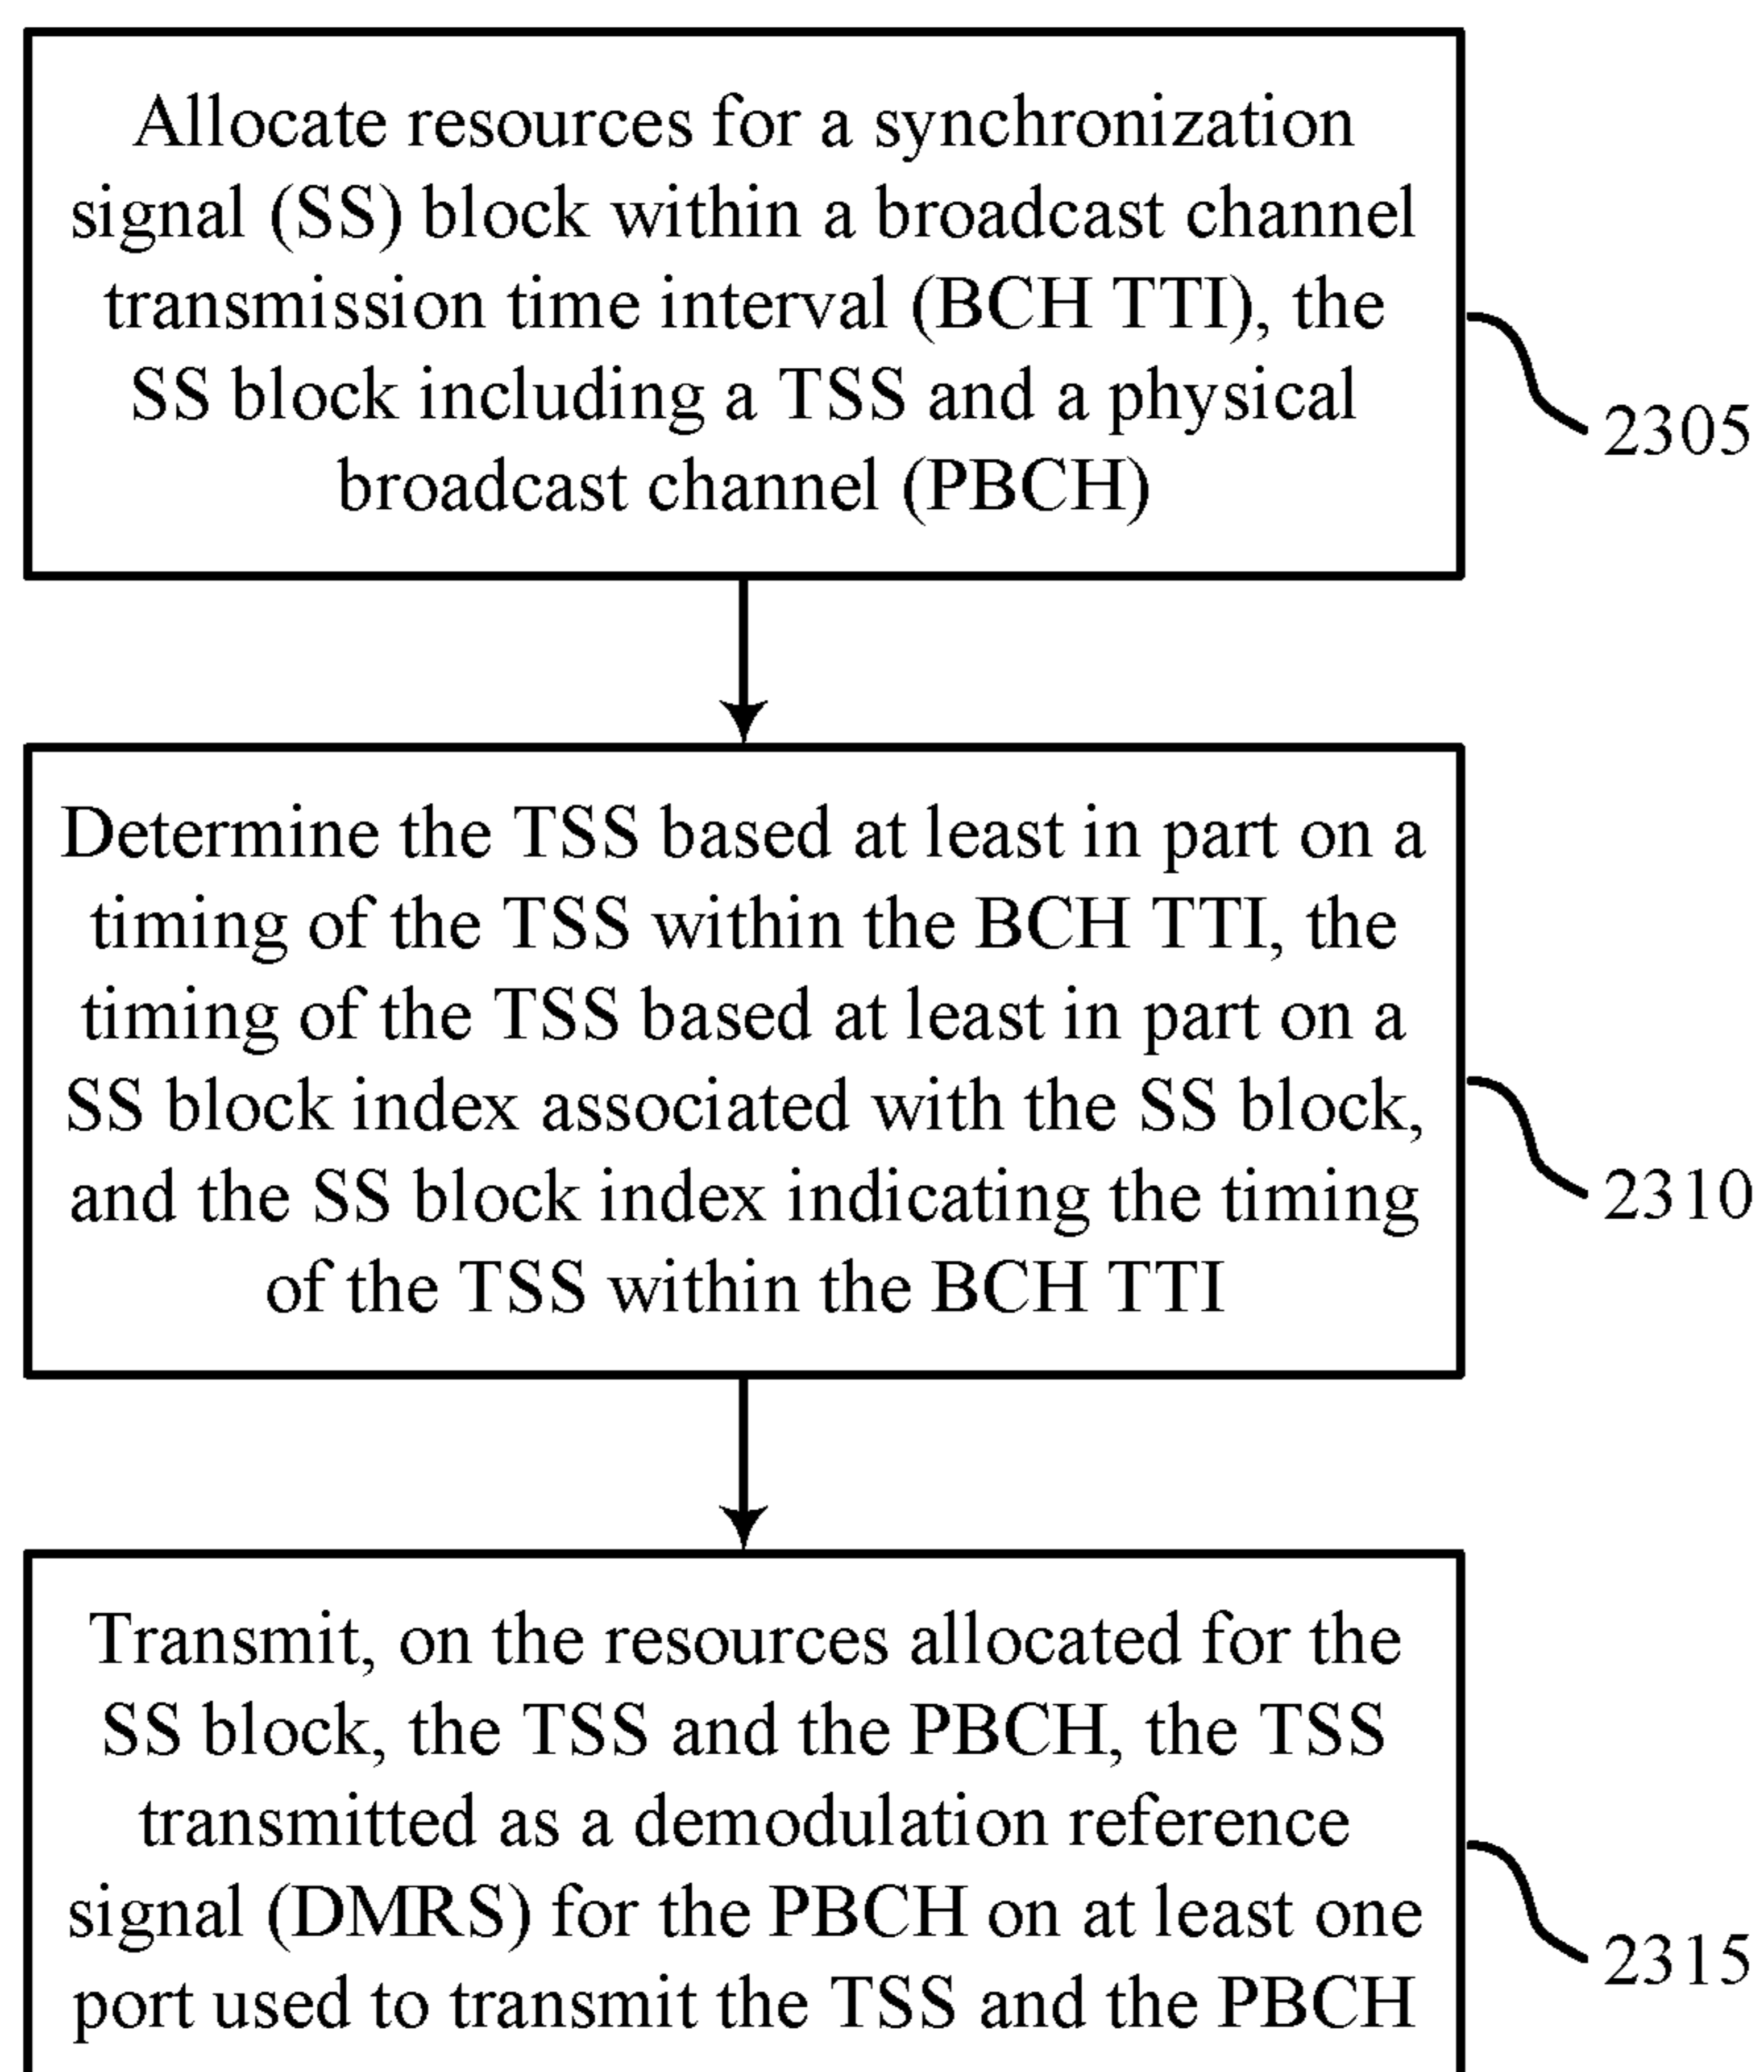 Allocate resources for a synchronization
signal (SS) block within a broadcast channel
transmission time interval (BCH TTI), the
SS block including a TSS and a physical
broadcast channel (PBCH)
2305
Determine the TSS based at least in part on a
timing of the TSS within the BCH TTI, the
timing of the TSS based at least in part on a
SS block index associated with the SS block,
and the SS block index indicating the timing
of the TSS within the BCH TTI
2310
Transmit, on the resources allocated for the
SS block, the TSS and the PBCH, the TSS
transmitted as a demodulation reference
signal (DMRS) for the PBCH on at least one
port used to transmit the TSS and the PBCH
2315